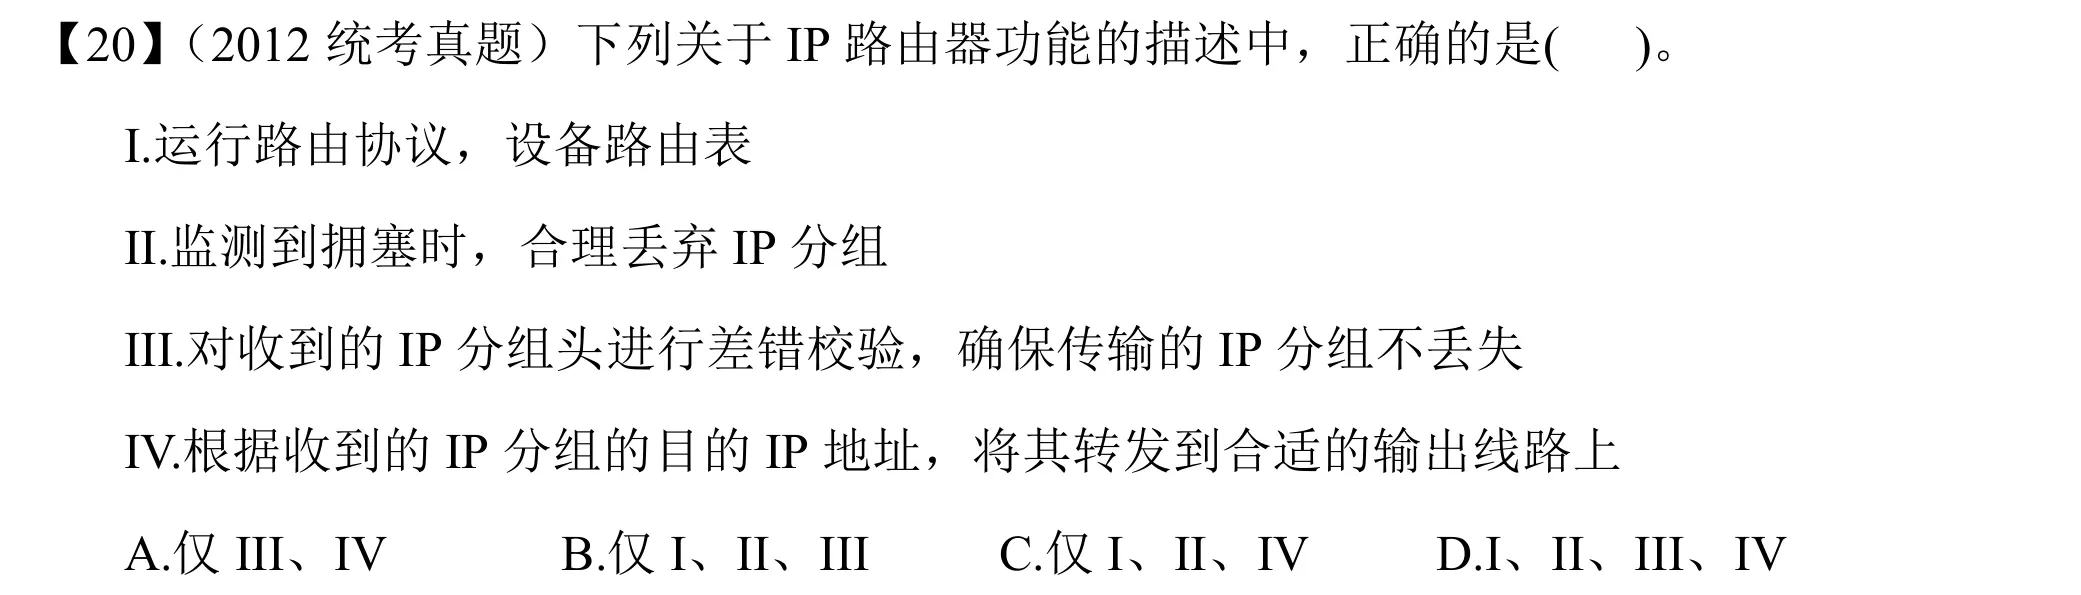 【20】（2012 统考真题）下列关于 IP 路由器功能的描述中，正确的是(　　)。
I.运行路由协议，设备路由表
II.监测到拥塞时，合理丢弃 IP 分组
III.对收到的 IP 分组头进行差错校验，确保传输的 IP 分组不丢失
IV.根据收到的 IP 分组的目的 IP 地址，将其转发到合适的输出线路上
A.仅 III、IV　　B.仅 I、II、III　　C.仅 I、II、IV　　D.I、II、III、IV